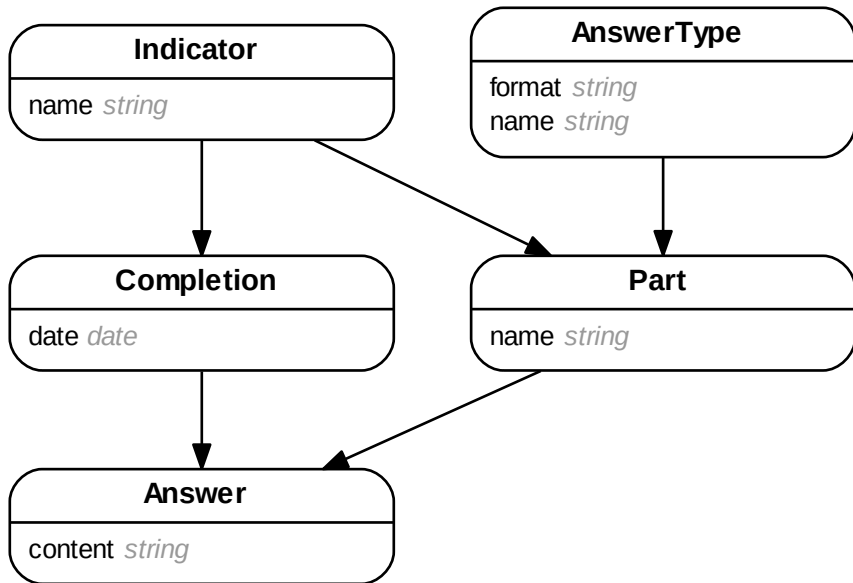 Indicator
name string
AnswerType
format string
name string
Completion
date date
Part
name string
Answer
content string